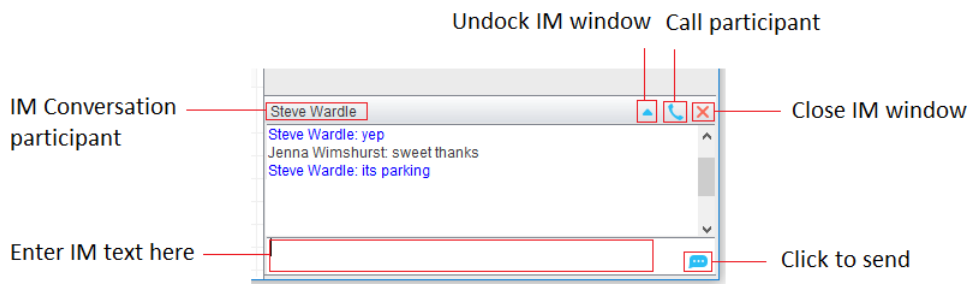 Undock IM window
Call participant
IM Conversation
participant
Steve Wardle
Close IM window
Steve Wardle: yep
Jenna Wimshurst: sweet thanks
Steve Wardle: its parking
Enter IM text here
Click to send